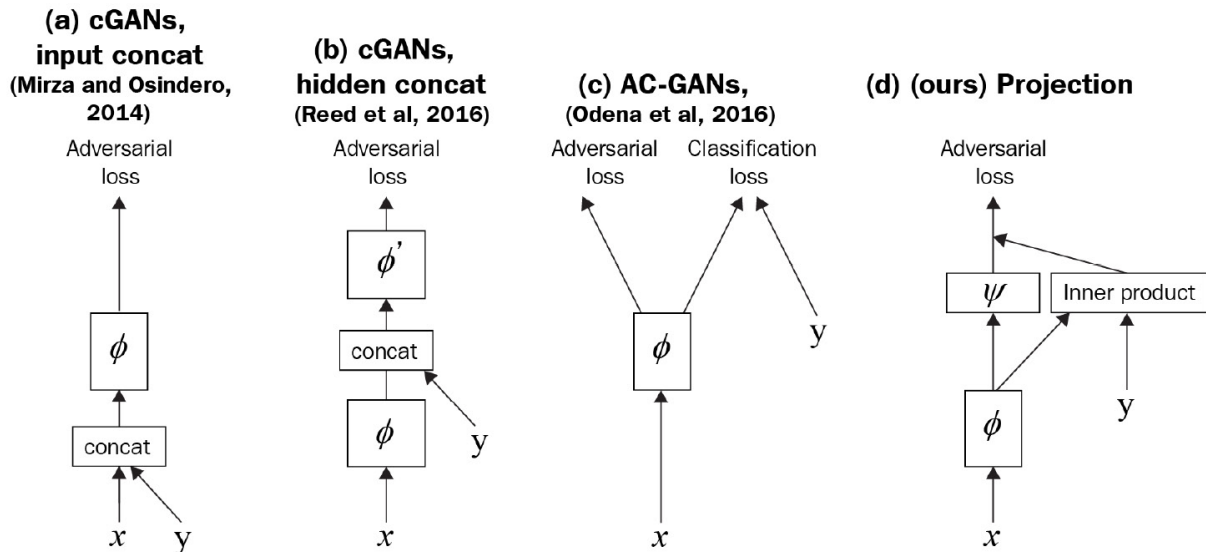 (a) cGANs,
input concat
(Mirza and Osindero,
2014)
Adversarial
loss
ϕ
concat
x
y
(b) cGANs,
hidden concat
(Reed et al, 2016)
Adversarial
loss
ϕ'
concat
ϕ
y
x
(c) AC-GANs,
(Odena et al, 2016)
Adversarial
loss
Classification
loss
ϕ
y
x
(d) (ours) Projection
Adversarial
loss
ψ
Inner product
ϕ
y
x